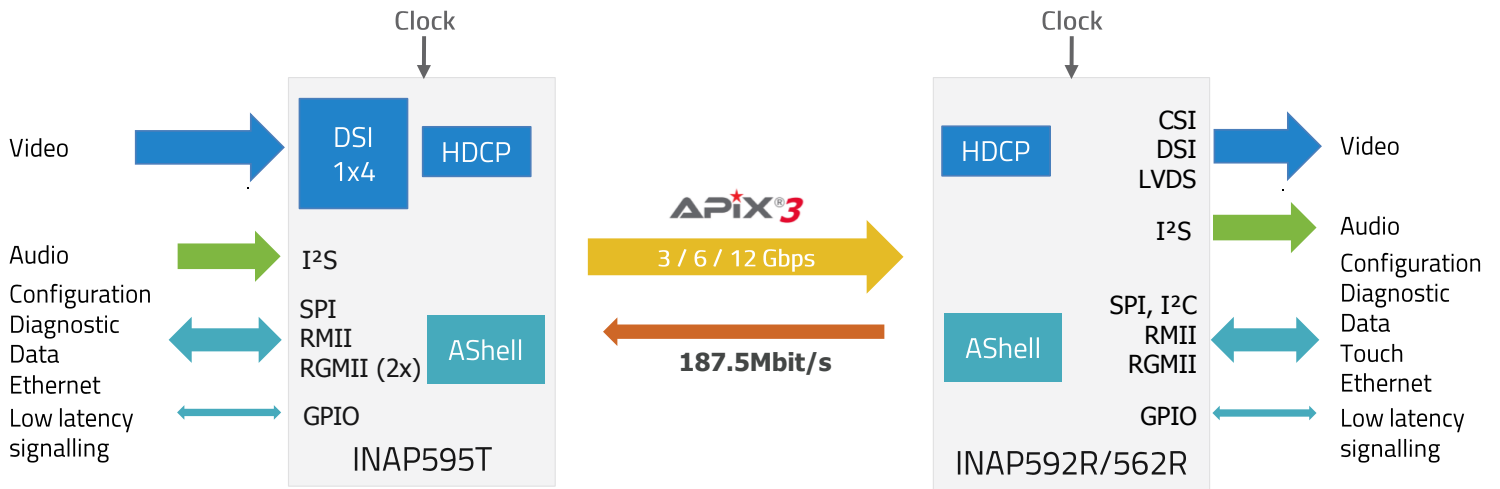 Clock
Clock
Video
DSI
1x4
HDCP
Audio
I²S
Configuration
Diagnostic
Data
Ethernet
SPI
RMII
RGMII (2x)
AShell
Low latency
signalling
GPIO
INAP595T
APIX®3
3 / 6 / 12 Gbps
187.5Mbit/s
HDCP
CSI
DSI
LVDS
Video
I²S
Audio
SPI, I²C
RMII
RGMII
AShell
Configuration
Diagnostic
Data
Touch
Ethernet
GPIO
Low latency
signalling
INAP592R/562R